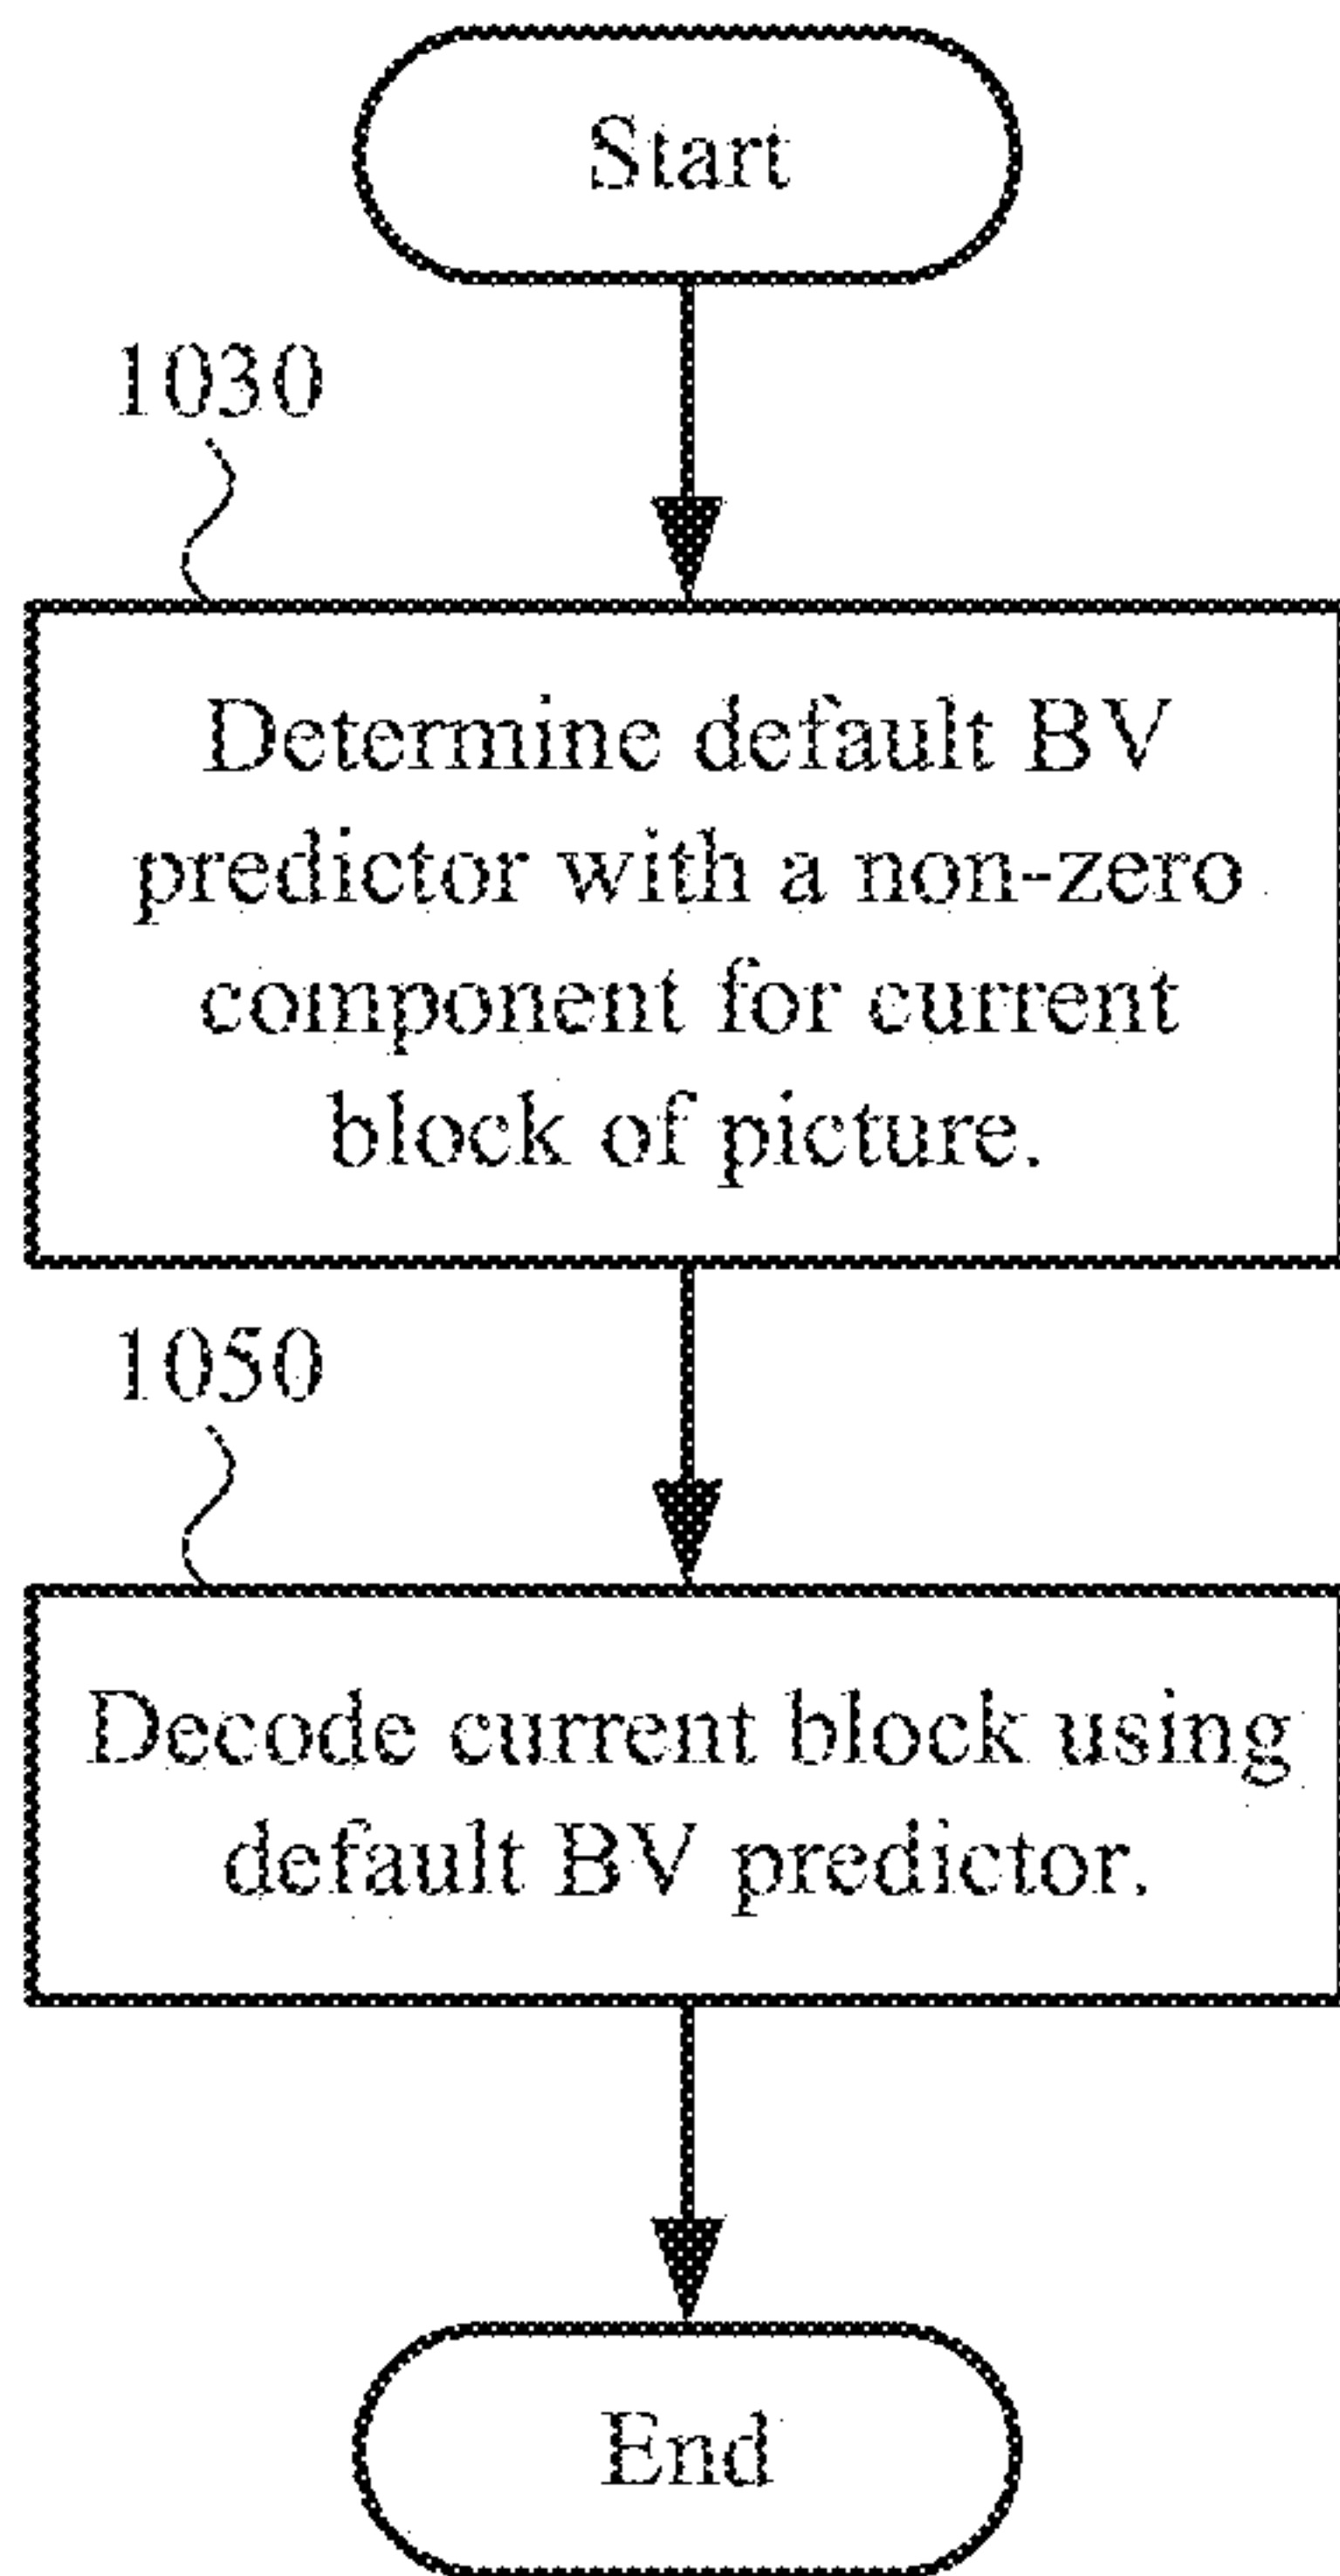 Start
1030
Determine default BV
predictor with a non-zero
component for current
block of picture.
1050
Decode current block using
default BV predictor.
End